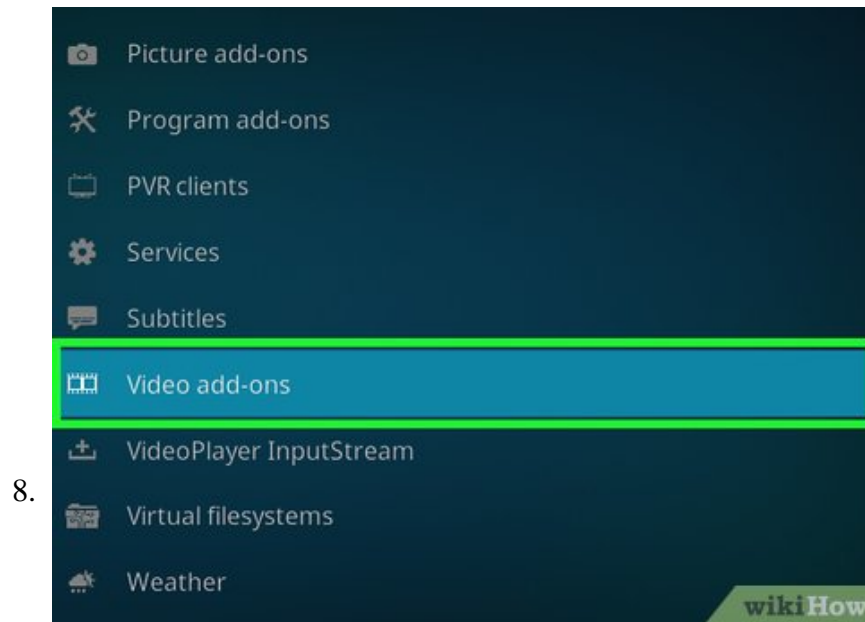 Picture add-ons
Program add-ons
PVR clients
Services
Subtitles
Video add-ons
VideoPlayer InputStream
8.
Virtual filesystems
Weather
wikiHow